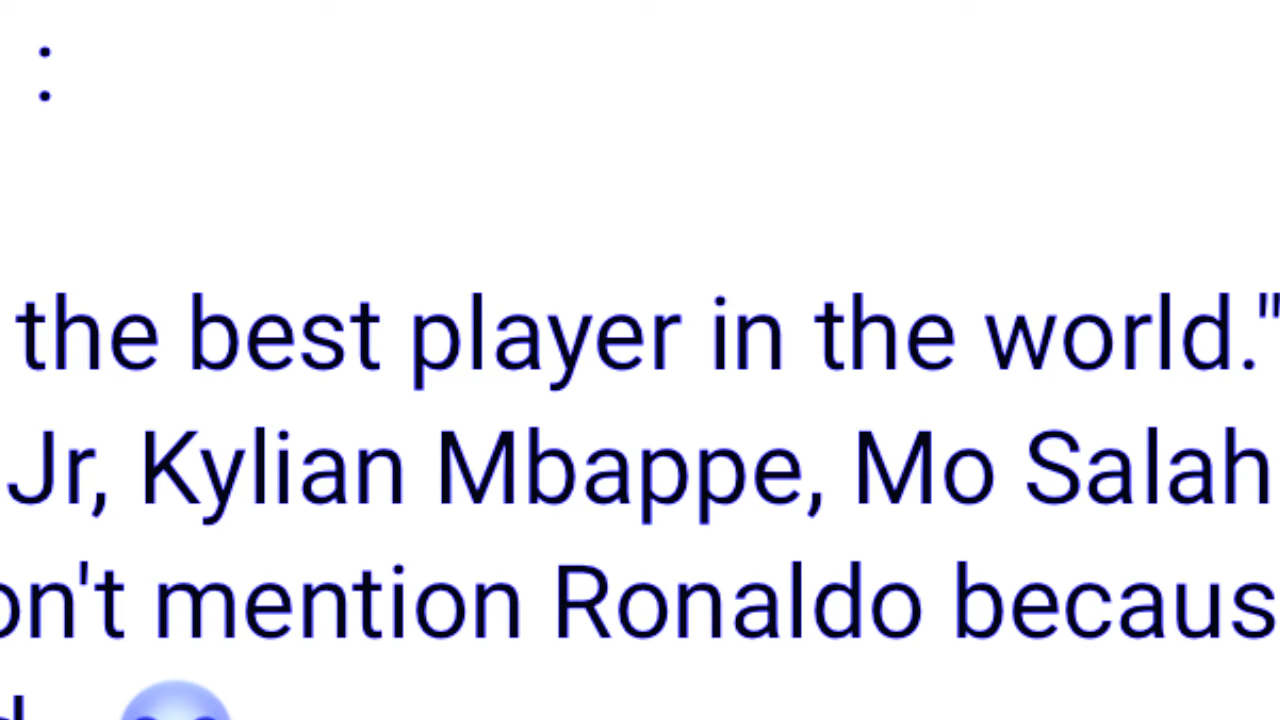 :
the best player in the world."
Jr, Kylian Mbappe, Mo Salah
on't mention Ronaldo becaus